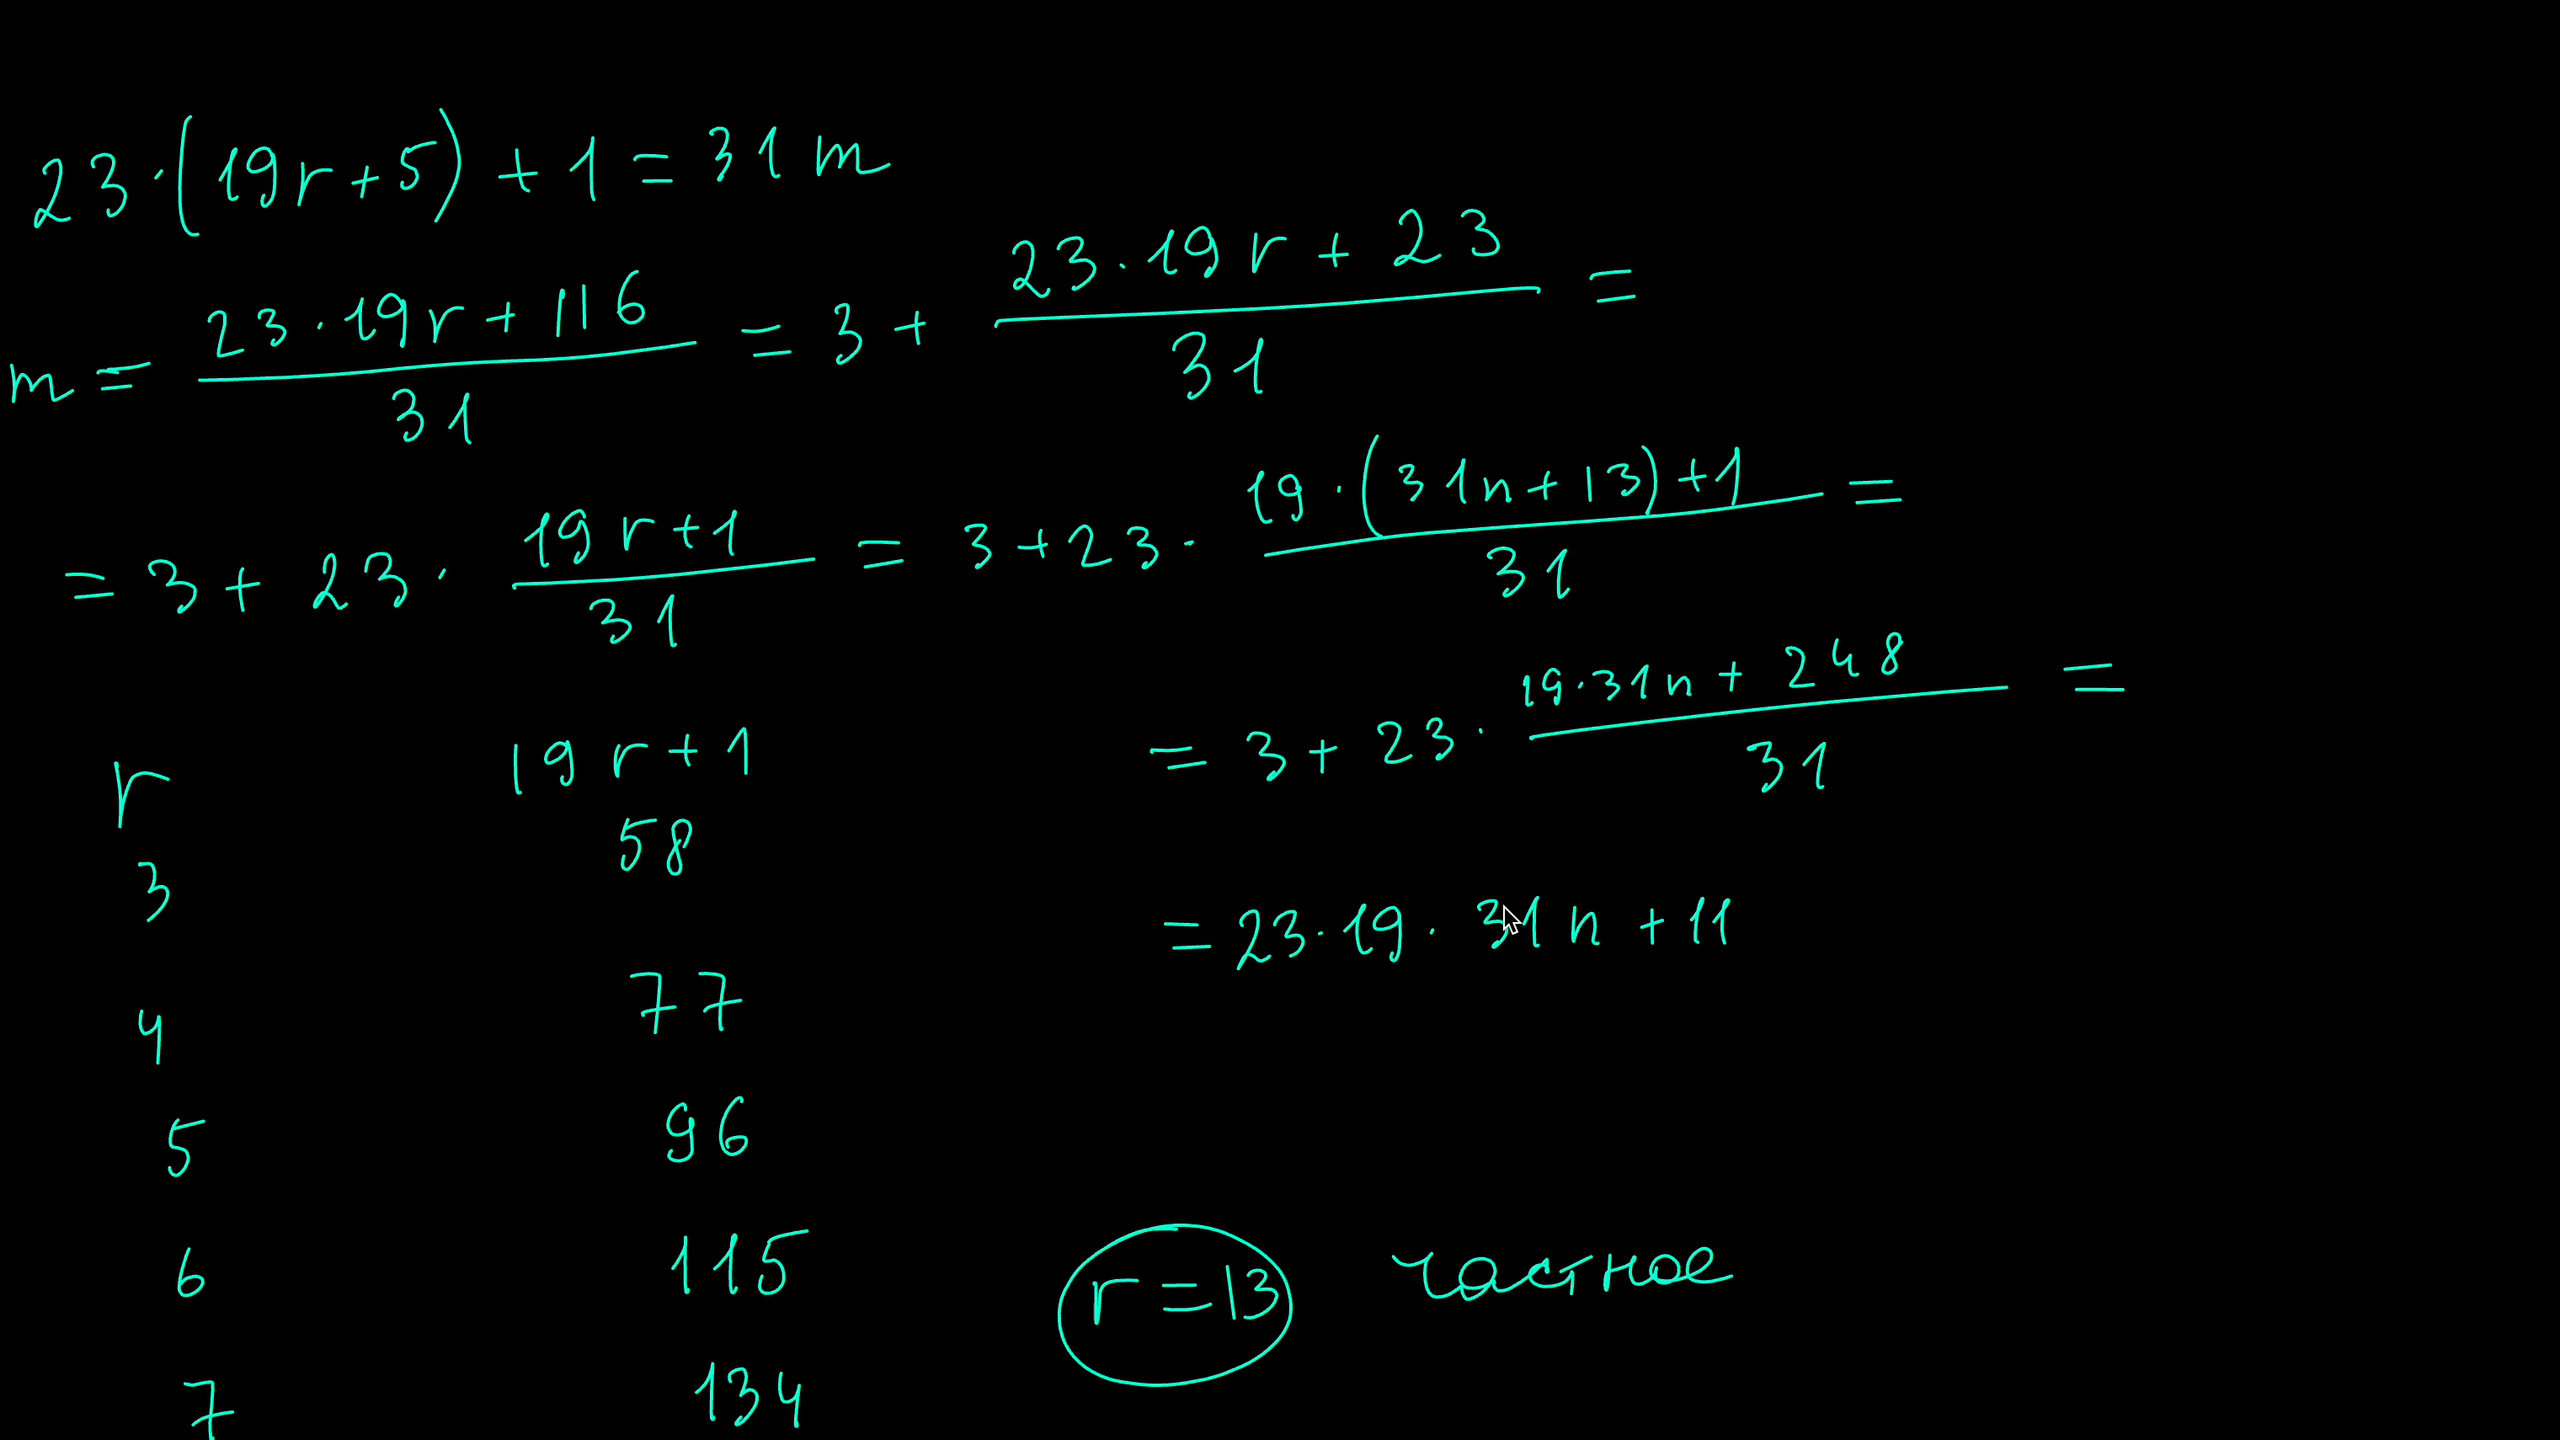 23·(19r+5)+1=31m
m = (23·19r+116)/31 = 3+ (23·19r+23)/31 =
= 3+23· (19r+1)/31 = 3+23· (19·(31n+13)+1)/31 =
= 3+23· (19·31n+248)/31 =
= 23·19·31n+11
r 19r+1
3 58
4 77
5 96
6 115
7 134
r=13 частное